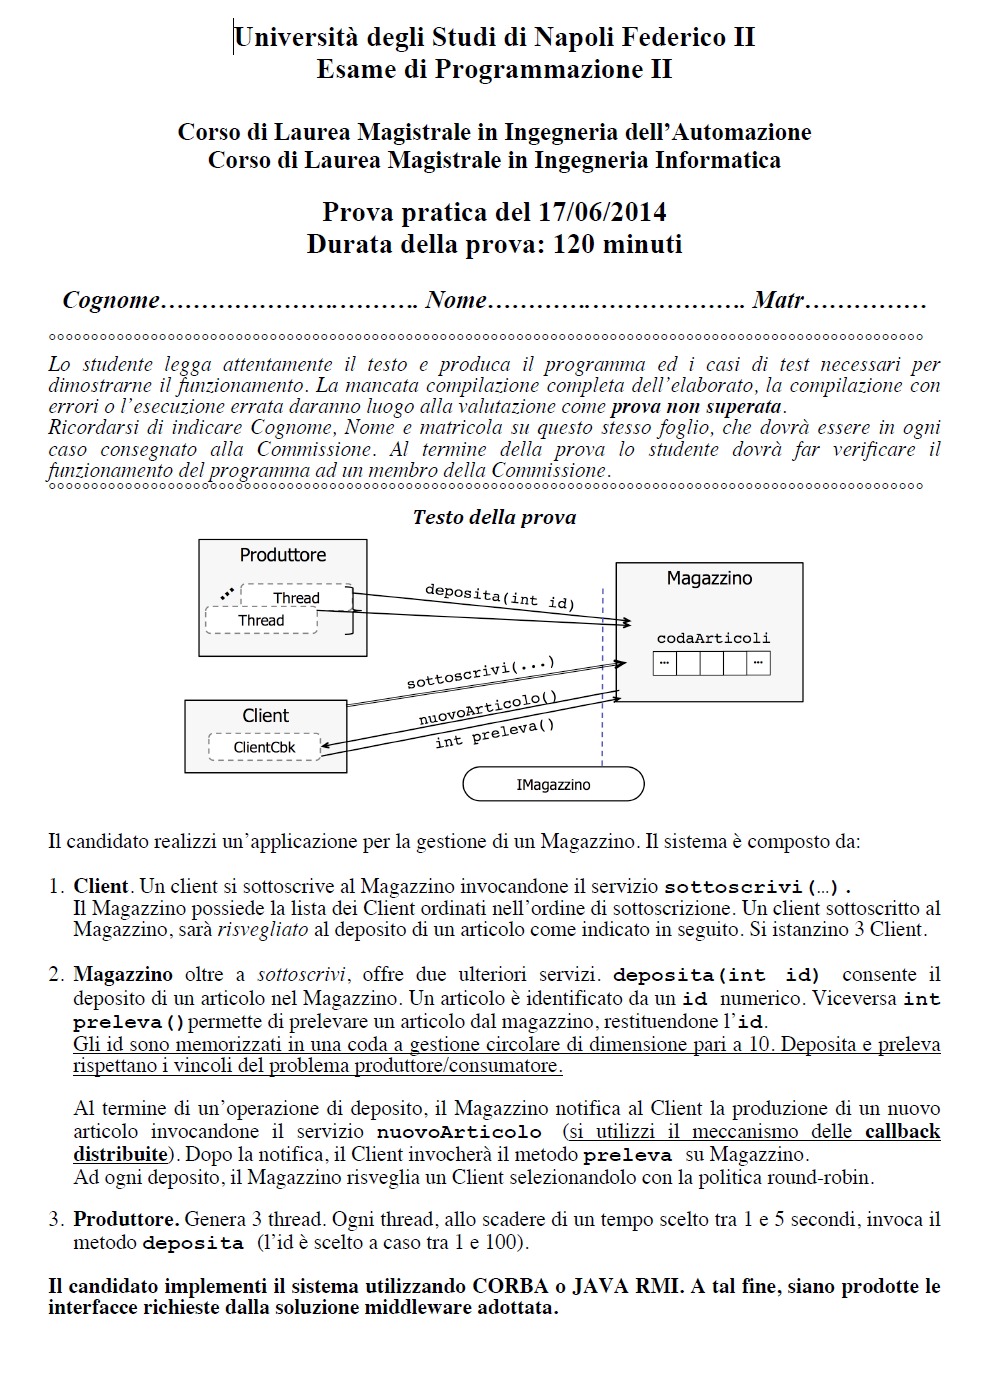 Università degli Studi di Napoli Federico II
Esame di Programmazione II
Corso di Laurea Magistrale in Ingegneria dell'Automazione
Corso di Laurea Magistrale in Ingegneria Informatica
Prova pratica del 17/06/2014
Durata della prova: 120 minuti
Cognome…………………………. Nome…………………………. Matr……………
°°°°°°°°°°°°°°°°°°°°°°°°°°°°°°°°°°°°°°°°°°°°°°°°°°°°°°°°°°°°°°°°°°°°°°°°°°°°°°°°°°°°°°°°°°°°°°°°°°°°°°°°°
Lo studente legga attentamente il testo e produca il programma ed i casi di test necessari per
dimostrarne il funzionamento. La mancata compilazione completa dell'elaborato, la compilazione con
errori o l'esecuzione errata daranno luogo alla valutazione come prova non superata.
Ricordarsi di indicare Cognome, Nome e matricola su questo stesso foglio, che dovrà essere in ogni
caso consegnato alla Commissione. Al termine della prova lo studente dovrà far verificare il
funzionamento del programma ad un membro della Commissione.
°°°°°°°°°°°°°°°°°°°°°°°°°°°°°°°°°°°°°°°°°°°°°°°°°°°°°°°°°°°°°°°°°°°°°°°°°°°°°°°°°°°°°°°°°°°°°°°°°°°°°°°°°
Testo della prova
Produttore
...
Thread
Thread
deposita(int id)
Magazzino
codaArticoli
... ...
sottoscrivi(...)
nuovoArticolo()
int preleva()
Client
ClientCbk
IMagazzino
Il candidato realizzi un'applicazione per la gestione di un Magazzino. Il sistema è composto da:
1. Client. Un client si sottoscrive al Magazzino invocandone il servizio sottoscrivi(…).
Il Magazzino possiede la lista dei Client ordinati nell'ordine di sottoscrizione. Un client sottoscritto al
Magazzino, sarà risvegliato al deposito di un articolo come indicato in seguito. Si istanzino 3 Client.
2. Magazzino oltre a sottoscrivi, offre due ulteriori servizi. deposita(int id) consente il
deposito di un articolo nel Magazzino. Un articolo è identificato da un id numerico. Viceversa int
preleva()permette di prelevare un articolo dal magazzino, restituendone l'id.
Gli id sono memorizzati in una coda a gestione circolare di dimensione pari a 10. Deposita e preleva
rispettano i vincoli del problema produttore/consumatore.
Al termine di un'operazione di deposito, il Magazzino notifica al Client la produzione di un nuovo
articolo invocandone il servizio nuovoArticolo (si utilizzi il meccanismo delle callback
distribuite). Dopo la notifica, il Client invocherà il metodo preleva su Magazzino.
Ad ogni deposito, il Magazzino risveglia un Client selezionandolo con la politica round-robin.
3. Produttore. Genera 3 thread. Ogni thread, allo scadere di un tempo scelto tra 1 e 5 secondi, invoca il
metodo deposita (l'id è scelto a caso tra 1 e 100).
Il candidato implementi il sistema utilizzando CORBA o JAVA RMI. A tal fine, siano prodotte le
interfacce richieste dalla soluzione middleware adottata.